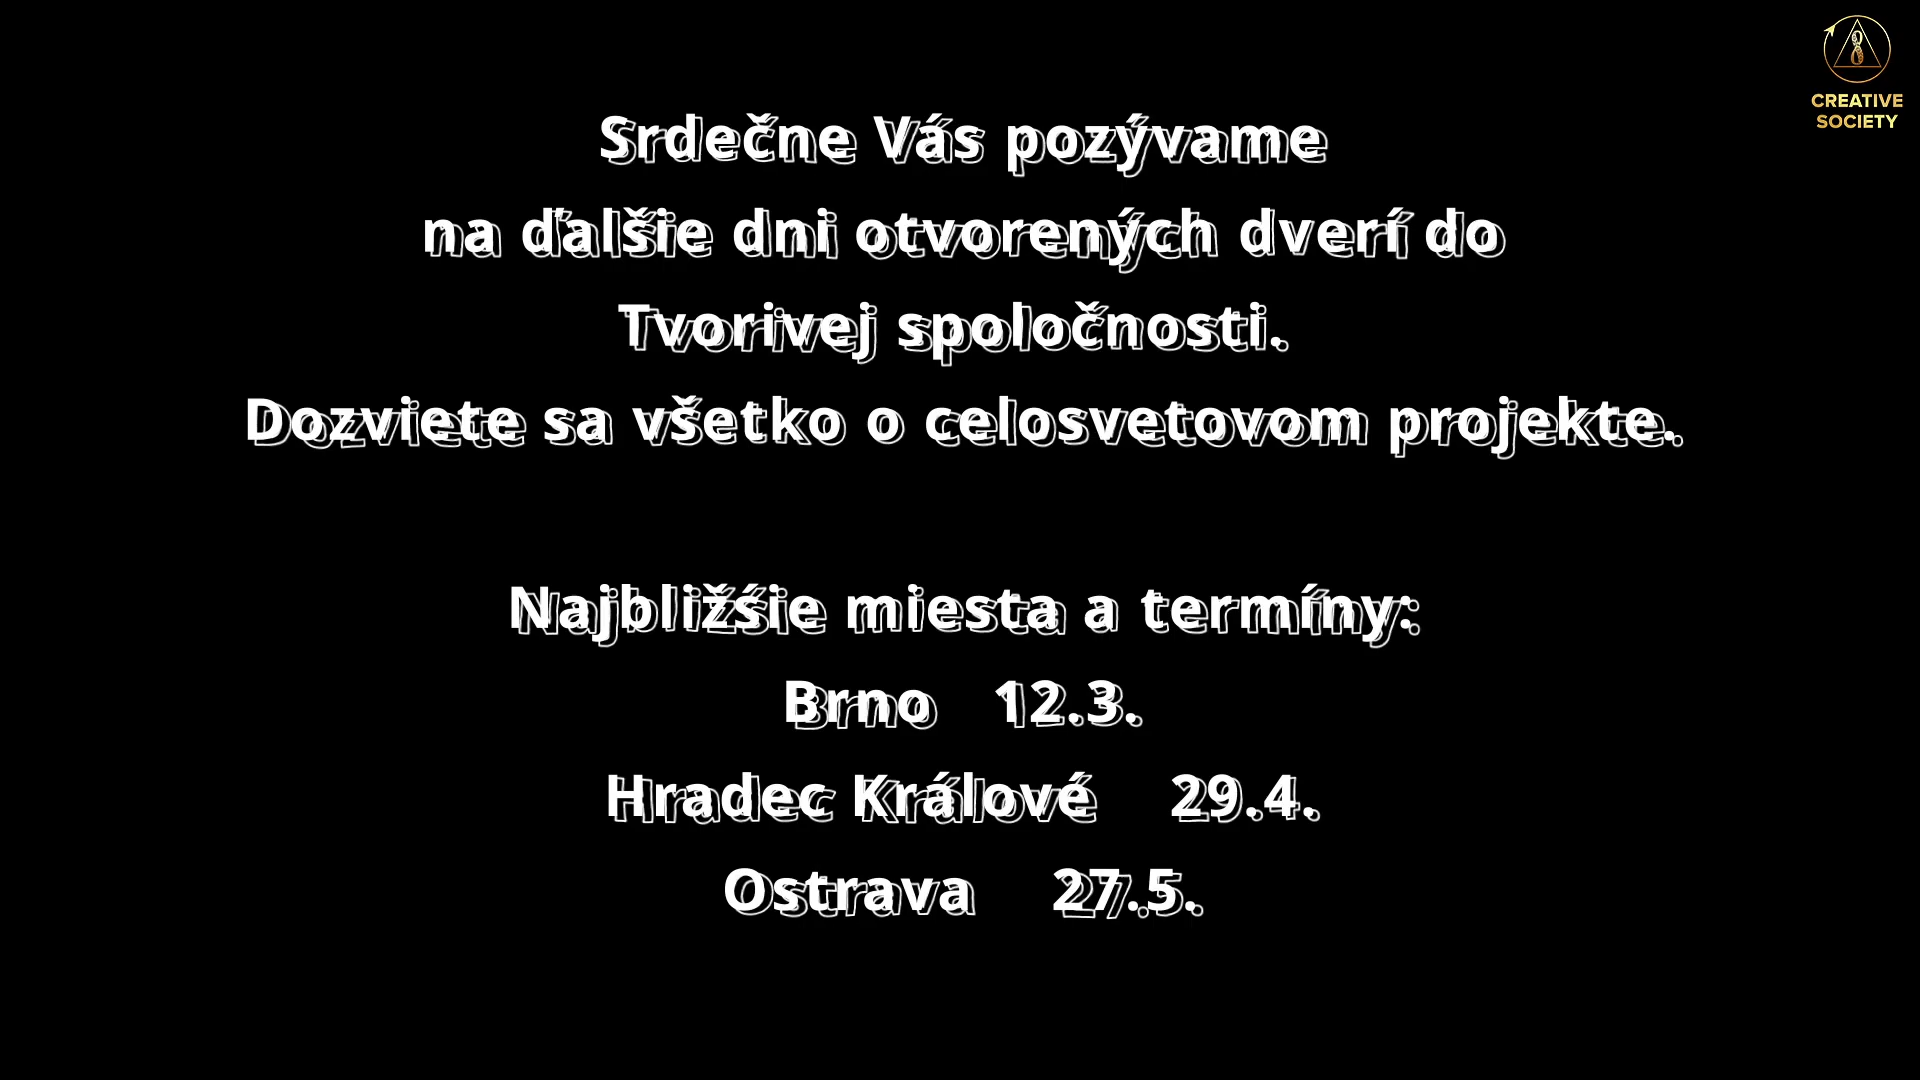 CREATIVE
SOCIETY
Srdečne Vás pozývame
na ďalšie dni otvorených dverí do
Tvorivej spoločnosti.
Dozviete sa všetko o celosvetovom projekte.
Najbližśie miesta a termíny:
Brno 12.3.
Hradec Králové 29.4.
Ostrava 27.5.